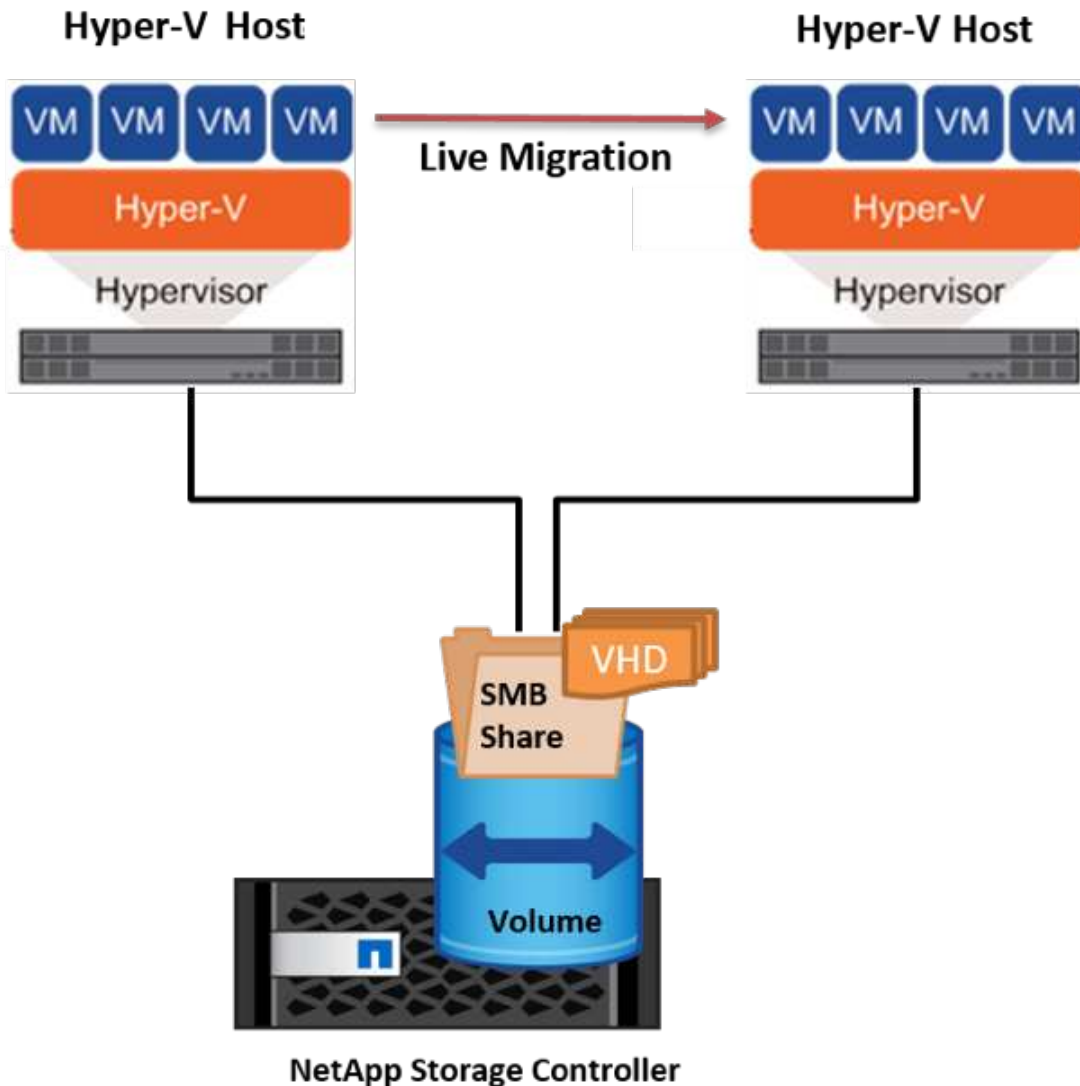 Hyper-V Host
Hyper-V Host
VM VM VM VM
VM VM VM VM
Live Migration
Hyper-V
Hyper-V
Hypervisor
Hypervisor
VHD
SMB
Share
Volume
NetApp Storage Controller